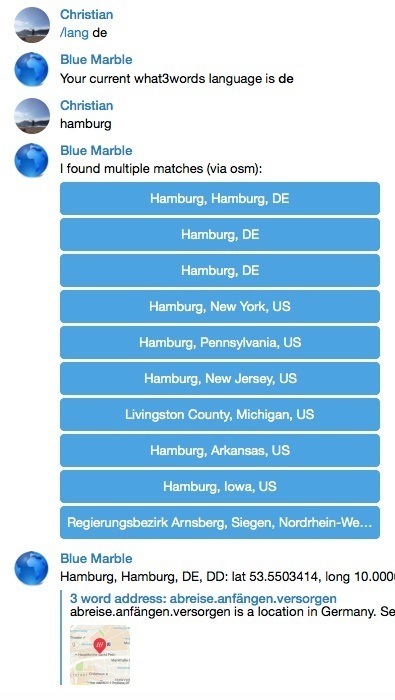 Christian
/lang de
Blue Marble
Your current what3words language is de
Christian
hamburg
Blue Marble
I found multiple matches (via osm):
Hamburg, Hamburg, DE
Hamburg, DE
Hamburg, DE
Hamburg, New York, US
Hamburg, Pennsylvania, US
Hamburg, New Jersey, US
Livingston County, Michigan, US
Hamburg, Arkansas, US
Hamburg, Iowa, US
Regierungsbezirk Arnsberg, Siegen, Nordrhein-We...
Blue Marble
Hamburg, Hamburg, DE, DD: lat 53.5503414, long 10.000
3 word address: abreise.anfängen.versorgen
abreise.anfängen.versorgen is a location in Germany. Se